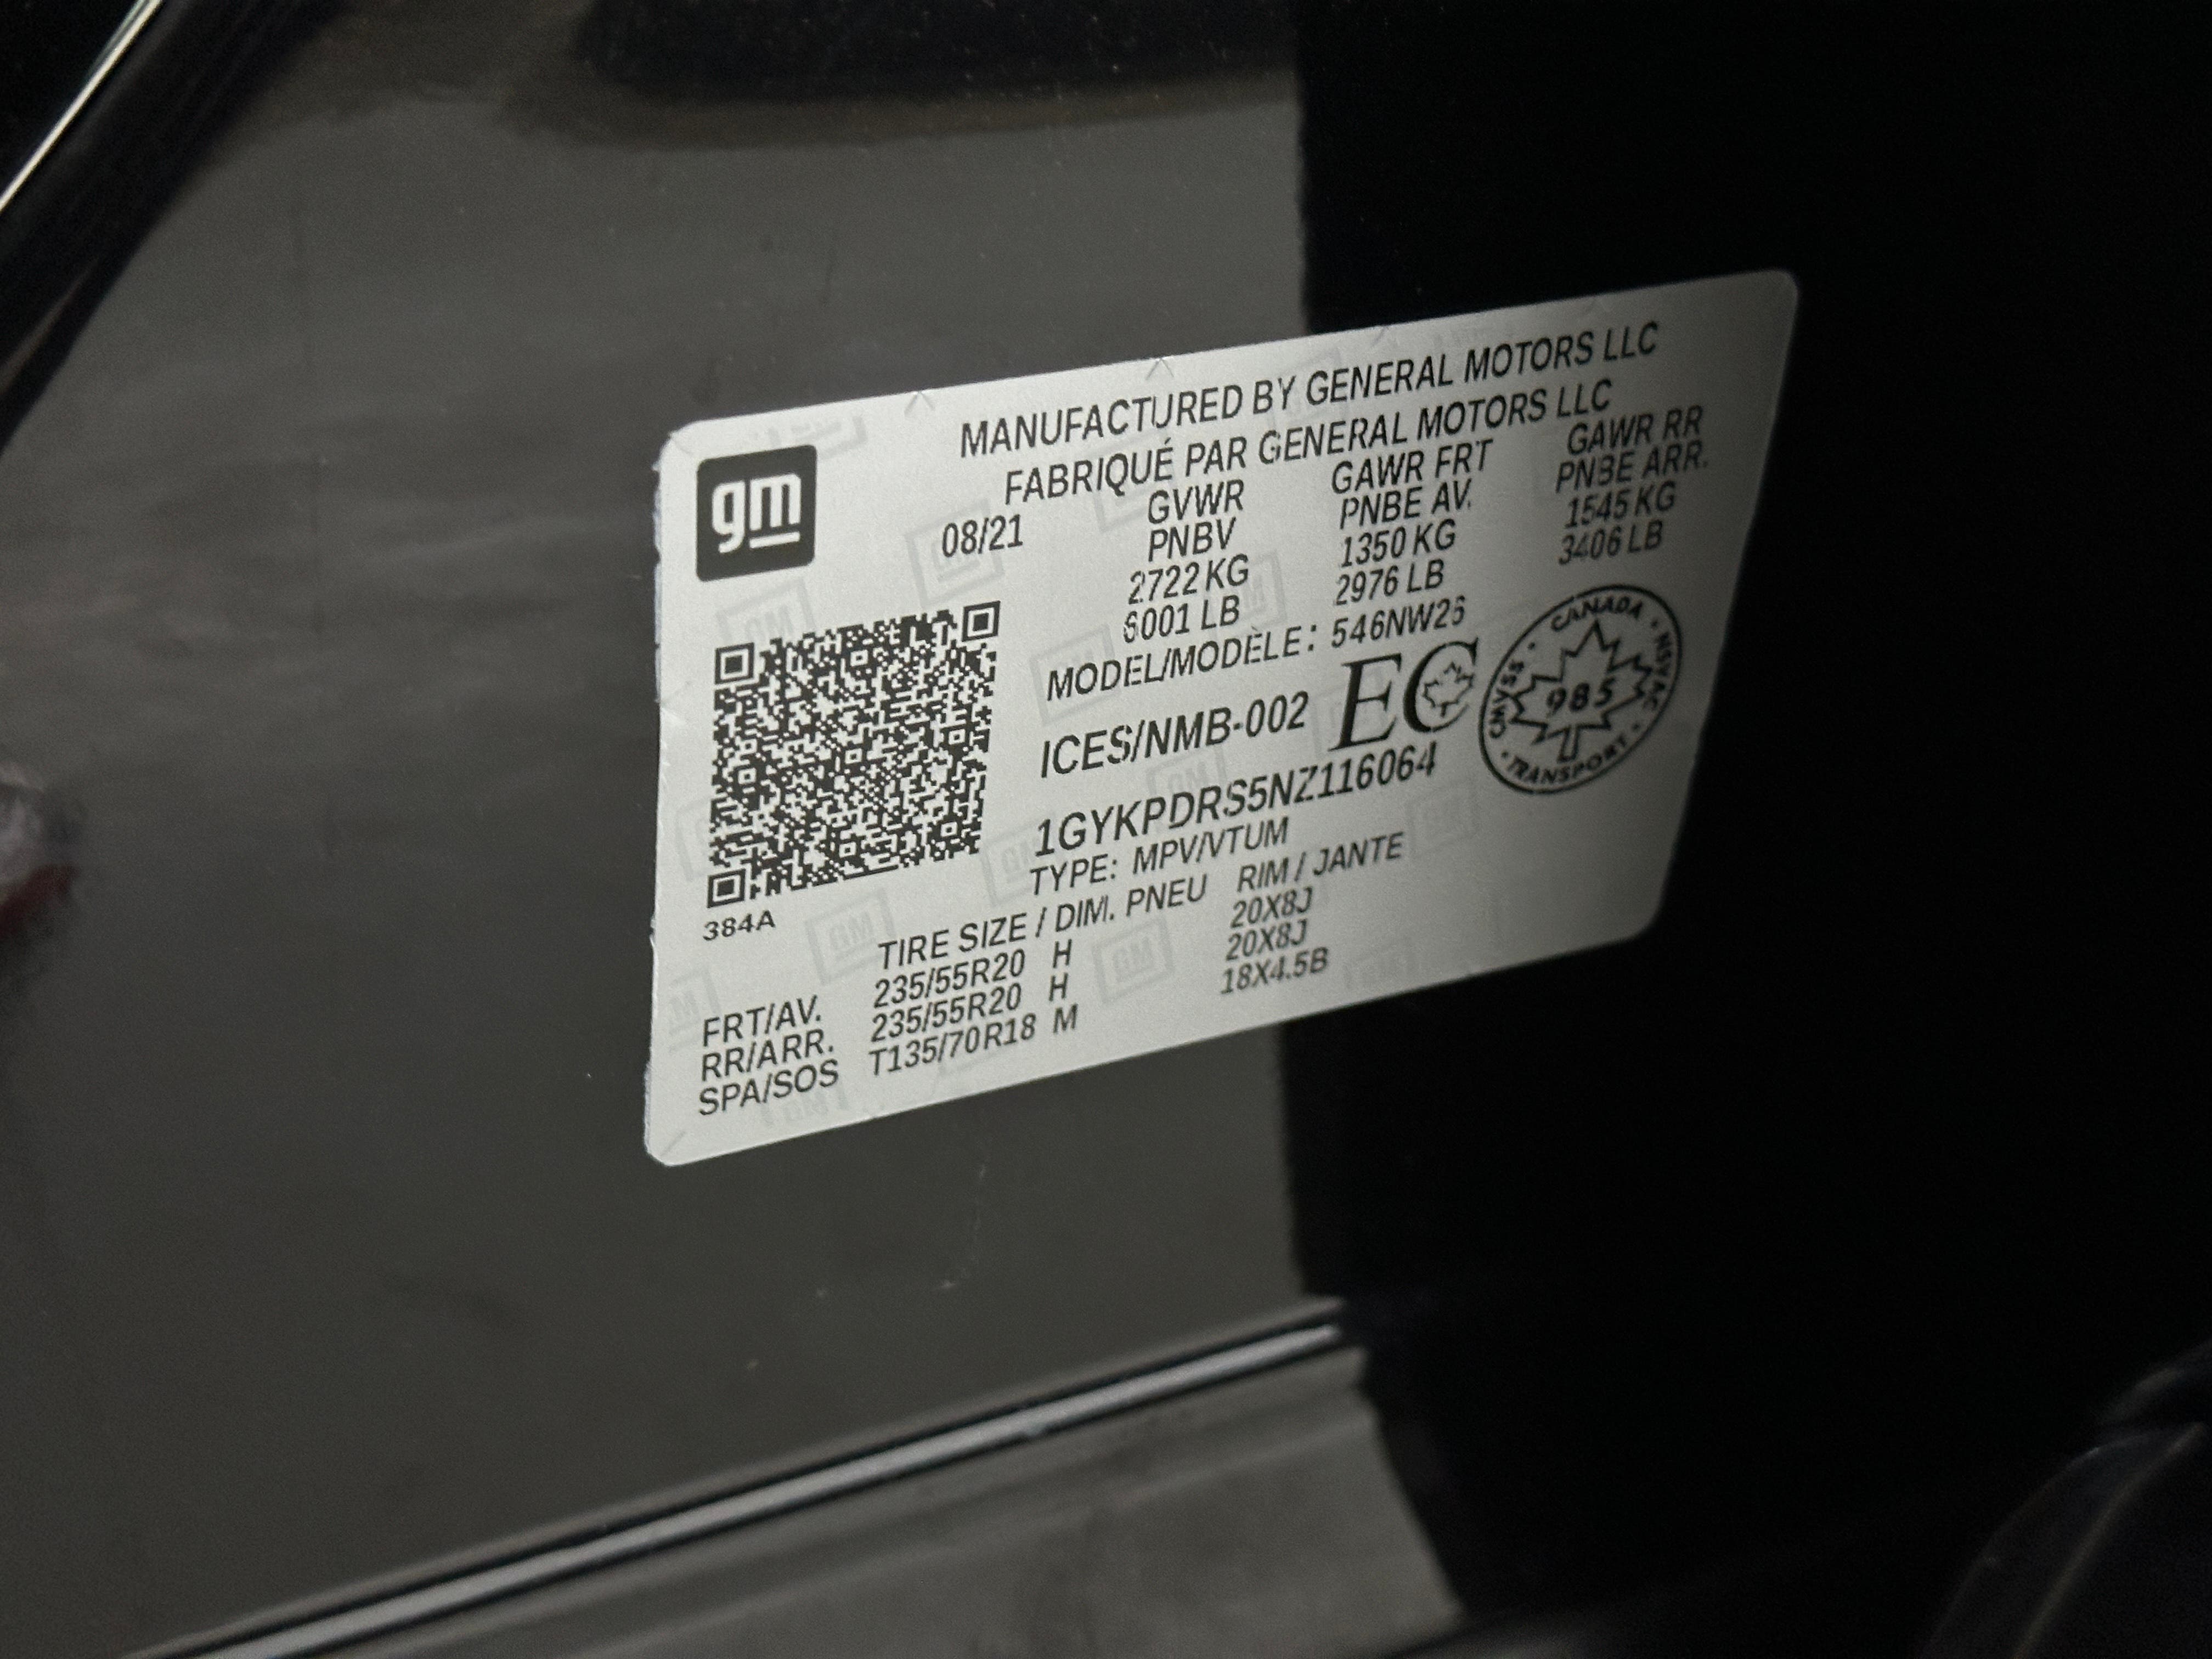 gm
MANUFACTURED BY GENERAL MOTORS LLC
FABRIQUÉ PAR GENERAL MOTORS LLC
08/21
GVWR GAWR FRT GAWR RR
PNBV PNBE AV. PNBE ARR.
2722 KG 1350 KG 1545 KG
6001 LB 2976 LB 3406 LB
MODEL/MODÈLE: 546NW26
ICES/NMB-002 EC
CANADA · NSVAC · TRANSPORT · CMVSS ·
985
1GYKPDRS5NZ116064
TYPE: MPV/VTUM
384A
TIRE SIZE / DIM. PNEU RIM / JANTE
FRT/AV. 235/55R20 H 20X8J
RR/ARR. 235/55R20 H 20X8J
SPA/SOS T135/70R18 M 18X4.5B